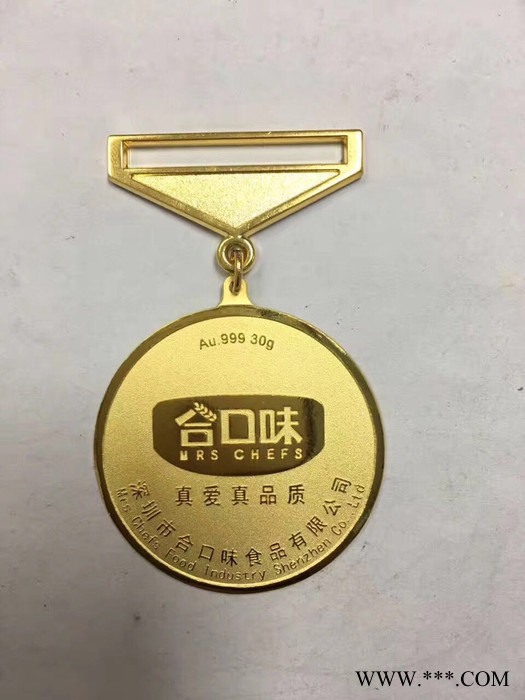 Au.999 30g
合口味
MRS CHEFS
真爱真品质
深圳市合口味食品有限公司
Mrs Chefs Food Industry Shenzhen Co.,Ltd
WWW.***.COM